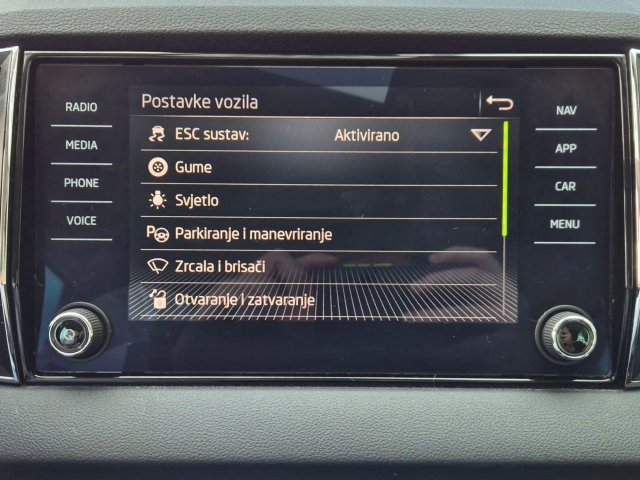 RADIO
MEDIA
PHONE
VOICE
Postavke vozila
ESC sustav: Aktivirano
Gume
Svjetlo
Parkiranje i manevriranje
Zrcala i brisači
Otvaranje i zatvaranje
NAV
APP
CAR
MENU